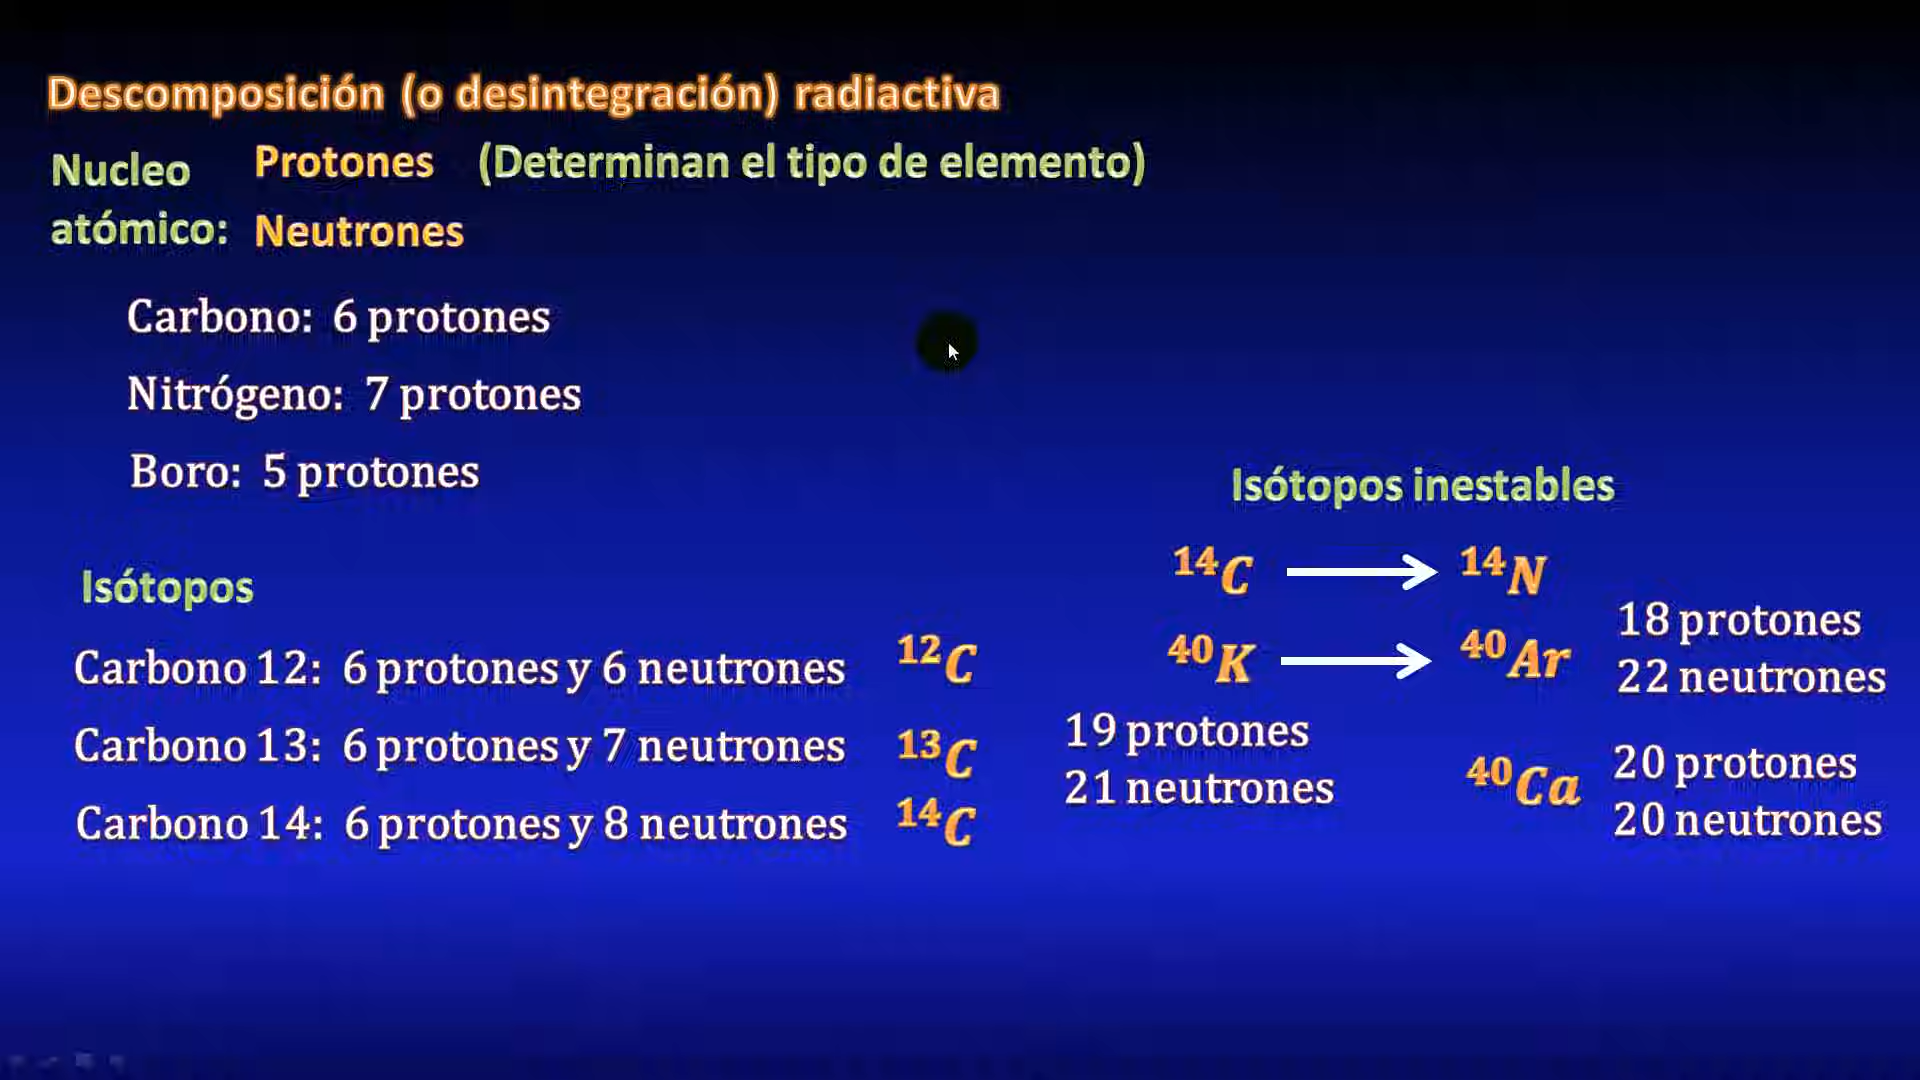 Descomposición (o desintegración) radiactiva
Nucleo atómico:
Protones (Determinan el tipo de elemento)
Neutrones
Carbono: 6 protones
Nitrógeno: 7 protones
Boro: 5 protones
Isótopos
Carbono 12: 6 protones y 6 neutrones ¹²C
Carbono 13: 6 protones y 7 neutrones ¹³C
Carbono 14: 6 protones y 8 neutrones ¹⁴C
Isótopos inestables
¹⁴C ⟶ ¹⁴N
⁴⁰K ⟶ ⁴⁰Ar
18 protones
22 neutrones
19 protones
21 neutrones
⁴⁰Ca
20 protones
20 neutrones